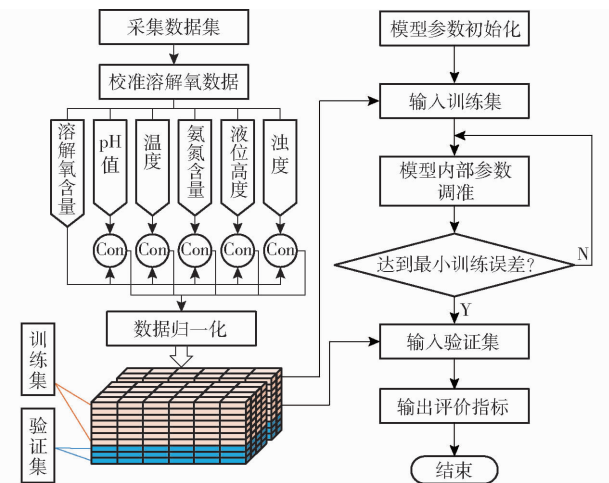 采集数据集
校准溶解氧数据
溶解氧含量
pH
值
温度
氨氮含量
液位高度
浊度
Con
Con
Con
Con
Con
数据归一化
训练集
验证集
模型参数初始化
输入训练集
模型内部参数
调准
达到最小训练误差?
N
Y
输入验证集
输出评价指标
结束